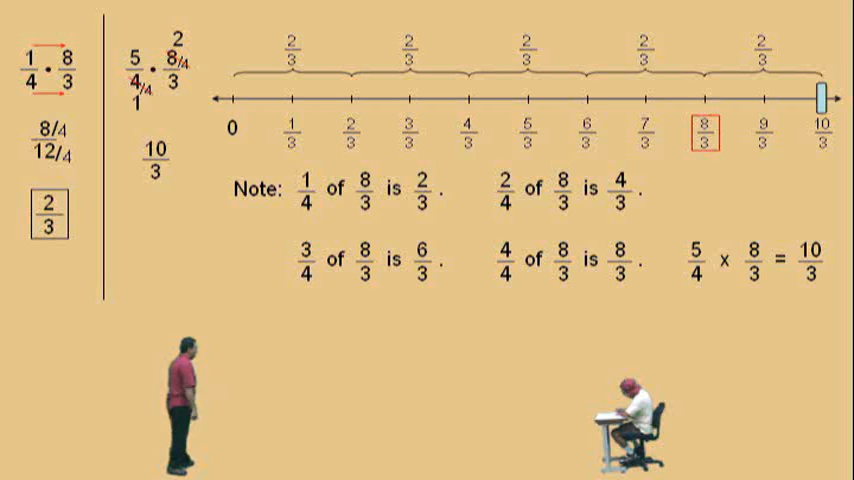 1/4 • 8/3
8/4 / 12/4
2/3
2
5/4 • 8/3
/4 /4
1
10/3
2/3 2/3 2/3 2/3 2/3
0 1/3 2/3 3/3 4/3 5/3 6/3 7/3 8/3 9/3 10/3
Note: 1/4 of 8/3 is 2/3 . 2/4 of 8/3 is 4/3 .
3/4 of 8/3 is 6/3 . 4/4 of 8/3 is 8/3 . 5/4 x 8/3 = 10/3